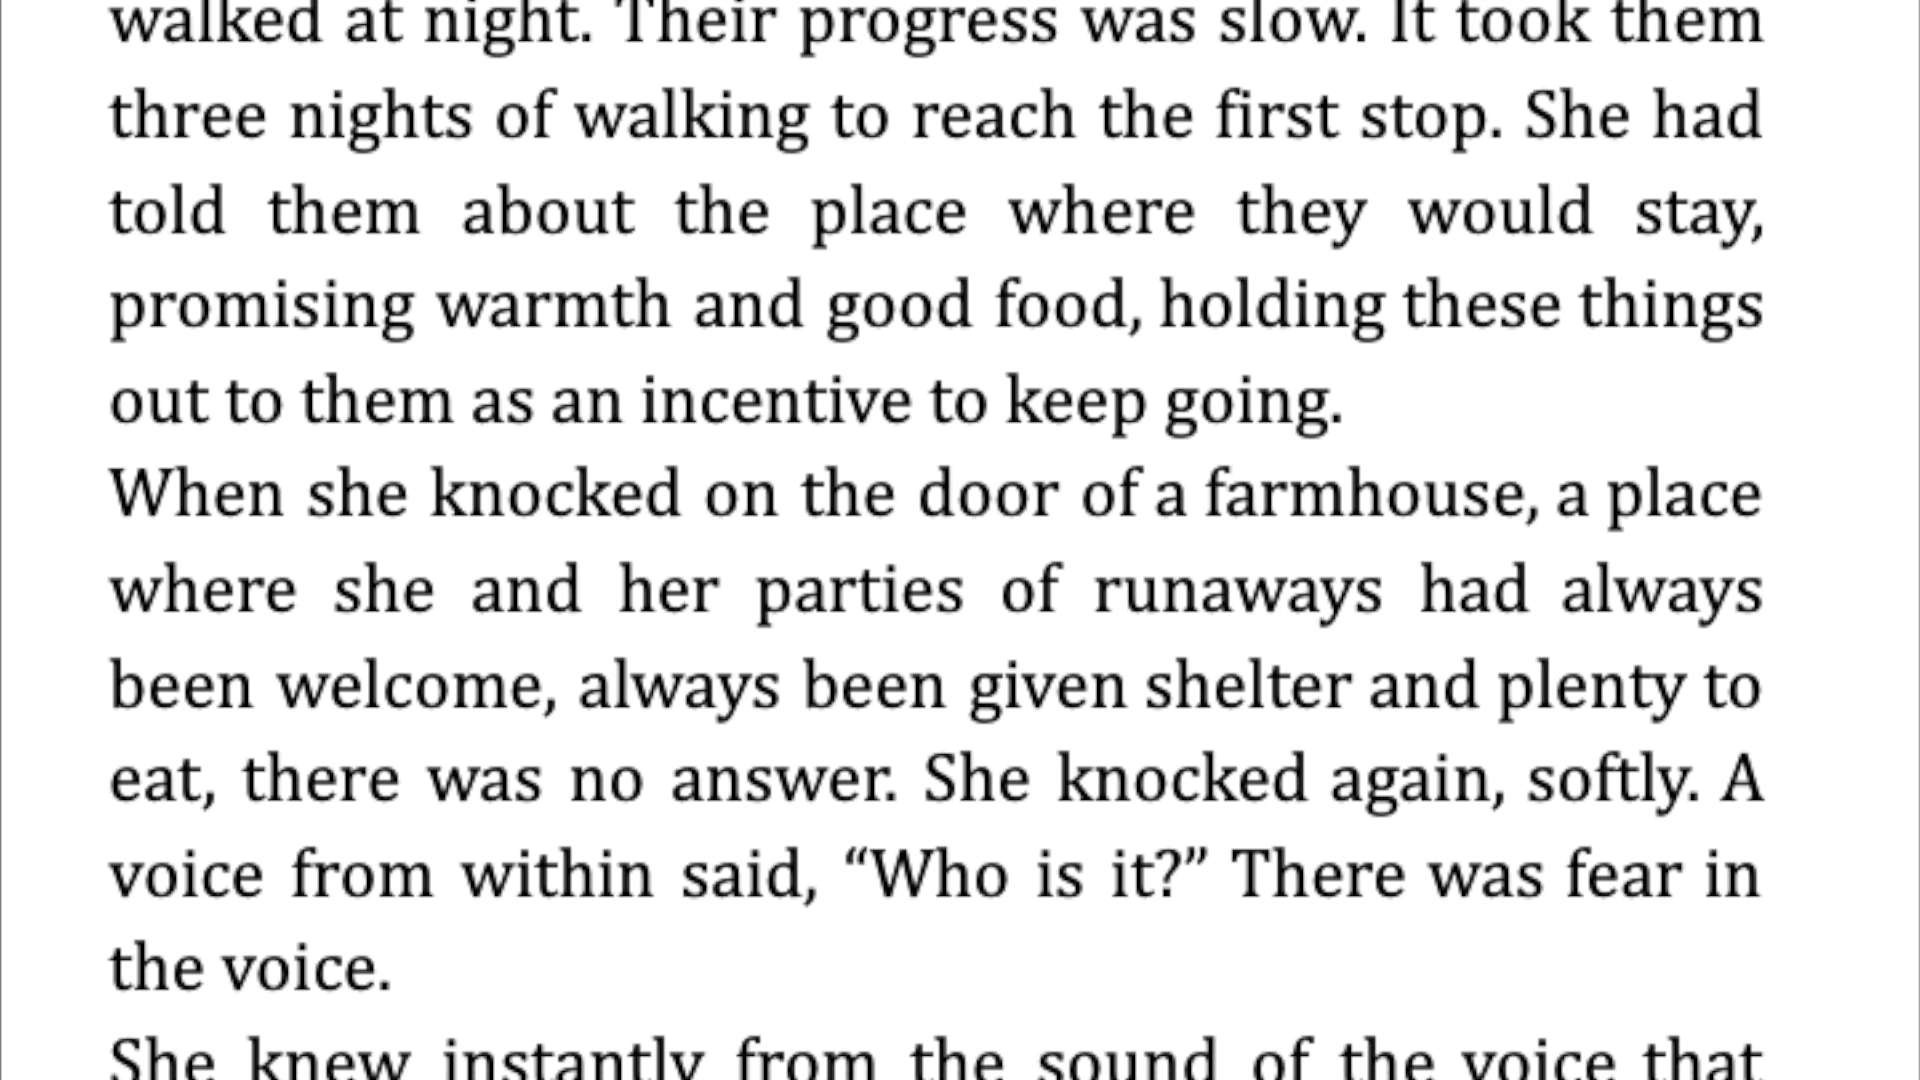 walked at night. Their progress was slow. It took them
three nights of walking to reach the first stop. She had
told them about the place where they would stay,
promising warmth and good food, holding these things
out to them as an incentive to keep going.
When she knocked on the door of a farmhouse, a place
where she and her parties of runaways had always
been welcome, always been given shelter and plenty to
eat, there was no answer. She knocked again, softly. A
voice from within said, “Who is it?” There was fear in
the voice.
She knew instantly from the sound of the voice that